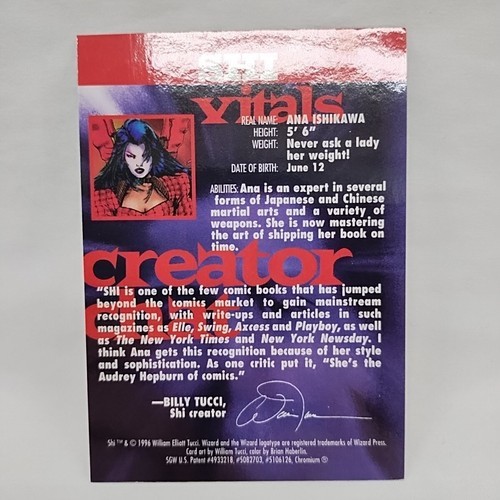 SHI
vitals
REAL NAME: ANA ISHIKAWA
HEIGHT: 5' 6"
WEIGHT: Never ask a lady
her weight!
DATE OF BIRTH: June 12
ABILITIES: Ana is an expert in several
forms of Japanese and Chinese
martial arts and a variety of
weapons. She is now mastering
the art of shipping her book on
time.
creator
"SHI is one of the few comic books that has jumped
beyond the comics market to gain mainstream
recognition, with write-ups and articles in such
magazines as Elle, Swing, Axcess and Playboy, as well
as The New York Times and New York Newsday. I
think Ana gets this recognition because of her style
and sophistication. As one critic put it, "She's the
Audrey Hepburn of comics."
—BILLY TUCCI,
Shi creator
Shi ™ & © 1996 William Elliott Tucci. Wizard and the Wizard logotype are registered trademarks of Wizard Press.
Card art by William Tucci, color by Brian Haberlin.
SGW U.S. Patent #4933218, #5082703, #5106126, Chromium ®